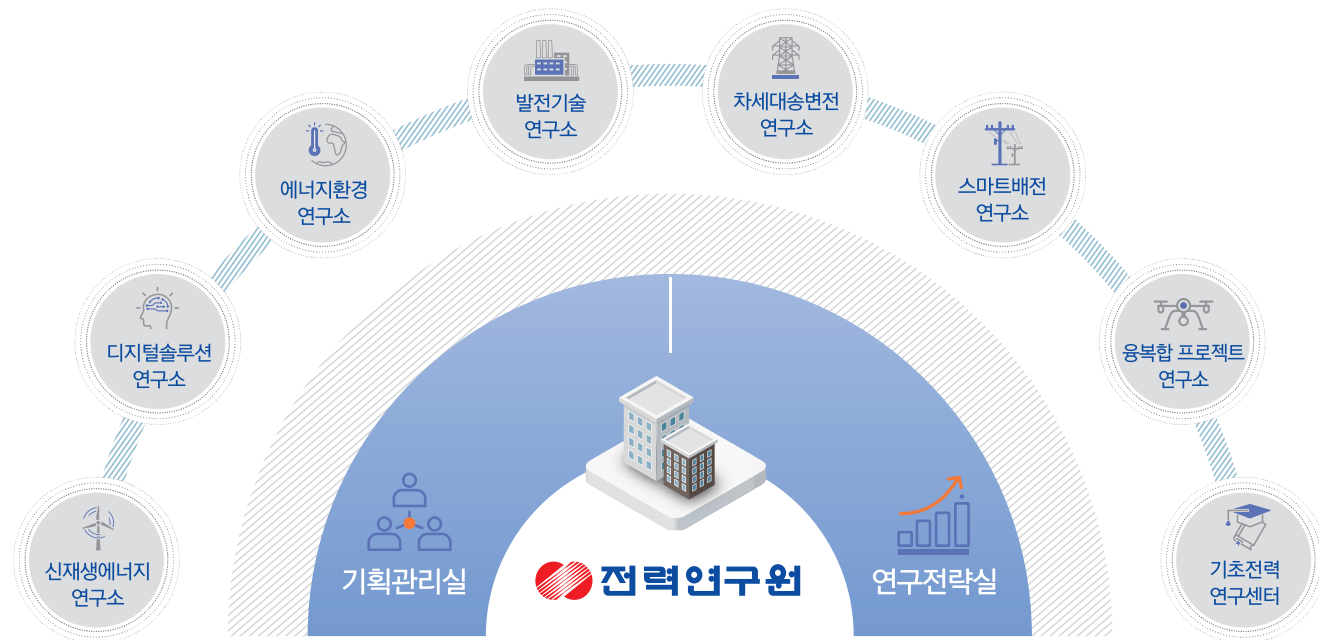 발전기술
연구소
차세대송변전
연구소
에너지환경
연구소
스마트배전
연구소
디지털솔루션
연구소
융복합 프로젝트
연구소
신재생에너지
연구소
기초전력
연구센터
기획관리실
전력연구원
연구전략실